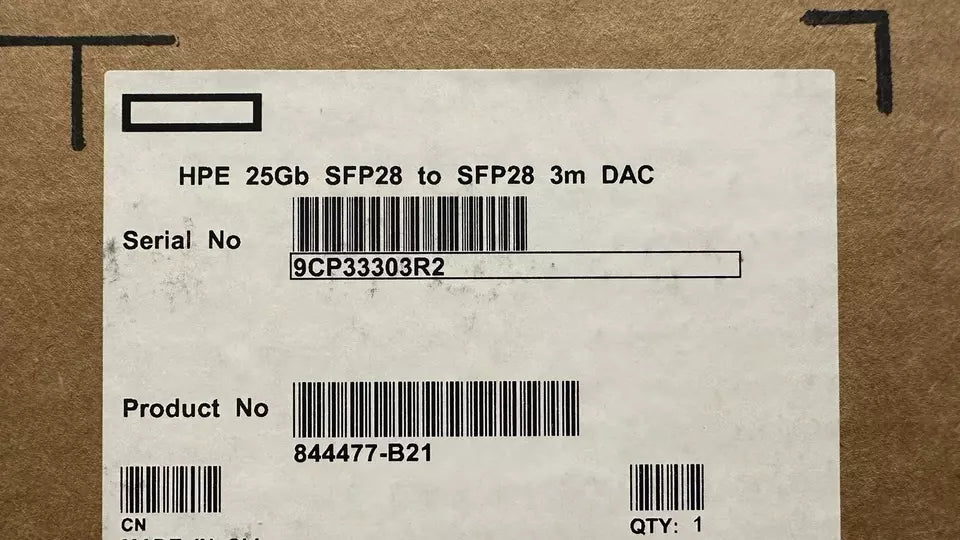 HPE 25Gb SFP28 to SFP28 3m DAC
Serial No
9CP33303R2
Product No
844477-B21
CN
QTY: 1